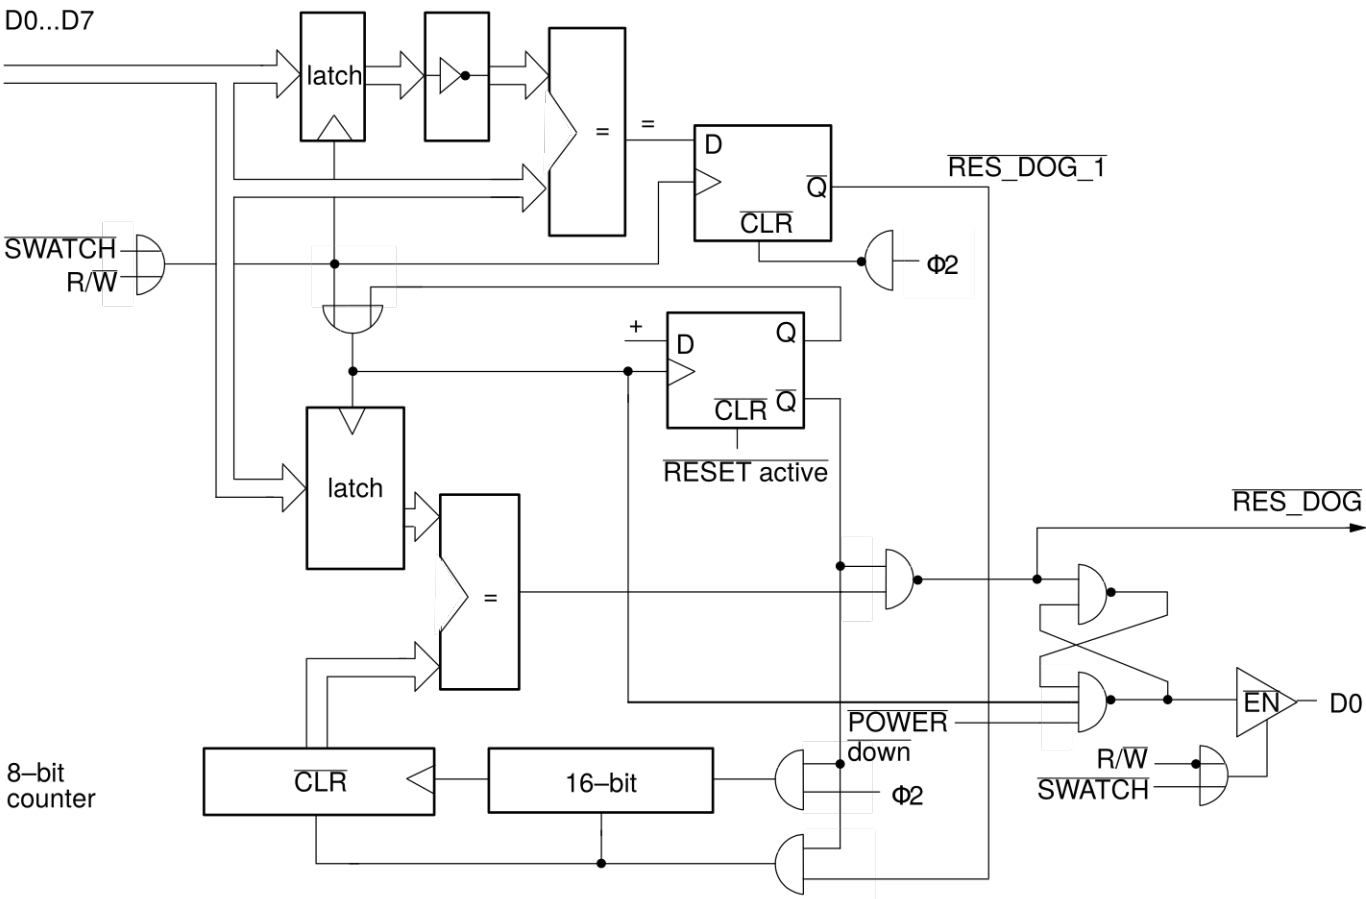 D0...D7
latch
=
=
D
Q
CLR
RES_DOG_1
SWATCH
R/W
Φ2
+
D
Q
CLR
Q
RESET active
latch
RES_DOG
=
EN
D0
POWER
down
8–bit
counter
CLR
16–bit
Φ2
R/W
SWATCH